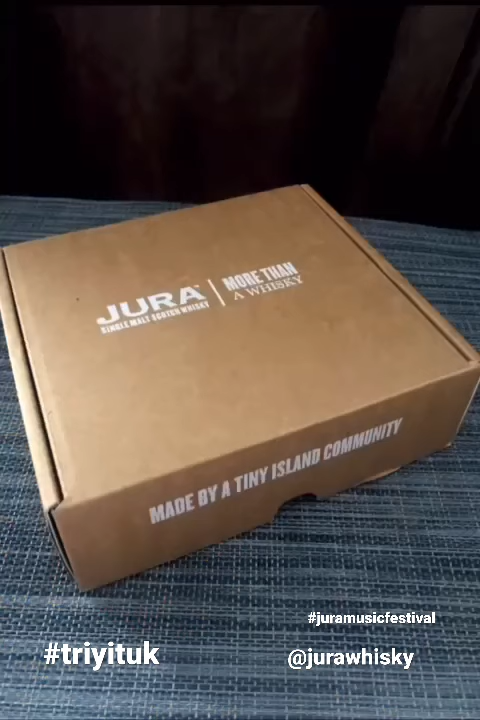 JURA
SINGLE MALT SCOTCH WHISKY
MORE THAN
A WHISKY
MADE BY A TINY ISLAND COMMUNITY
#juramusicfestival
#triyituk
@jurawhisky